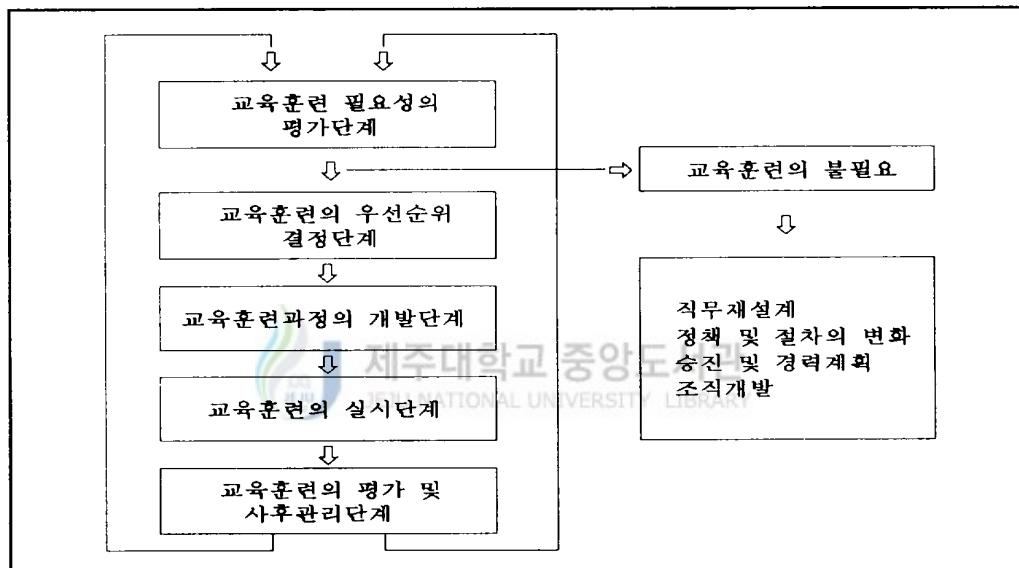 교육훈련 필요성의
평가단계
교육훈련의 불필요
교육훈련의 우선순위
결정단계
직무재설계
정책 및 절차의 변화
승진 및 경력계획
조직개발
교육훈련과정의 개발단계
제주대학교 중앙도서관
JEJU NATIONAL UNIVERSITY LIBRARY
교육훈련의 실시단계
교육훈련의 평가 및
사후관리단계